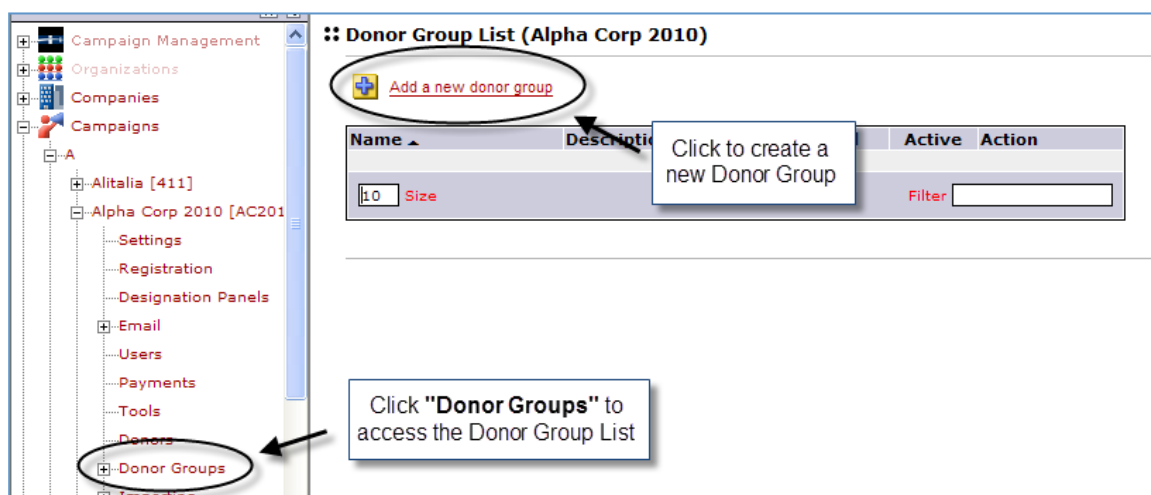 Campaign Management
Organizations
Companies
Campaigns
A
Alitalia [411]
Alpha Corp 2010 [AC201
Settings
Registration
Designation Panels
Email
Users
Payments
Tools
Donors
Donor Groups
Donor Group List (Alpha Corp 2010)
Add a new donor group
Name Active Action
10 Size Filter
Click to create a
new Donor Group
Click "Donor Groups" to
access the Donor Group List